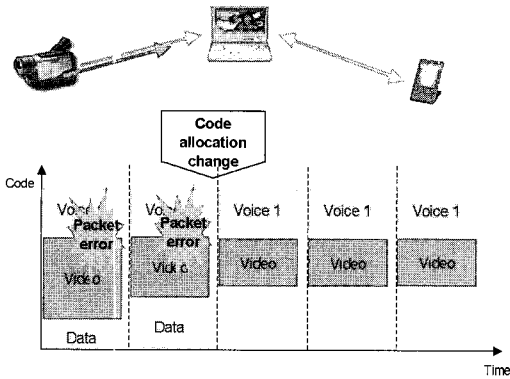 Code
allocation
change
Code
Packet
error
Packet
error
Voice 1
Voice 1
Voice 1
Video
Video
Video
Video
Data
Data
Time